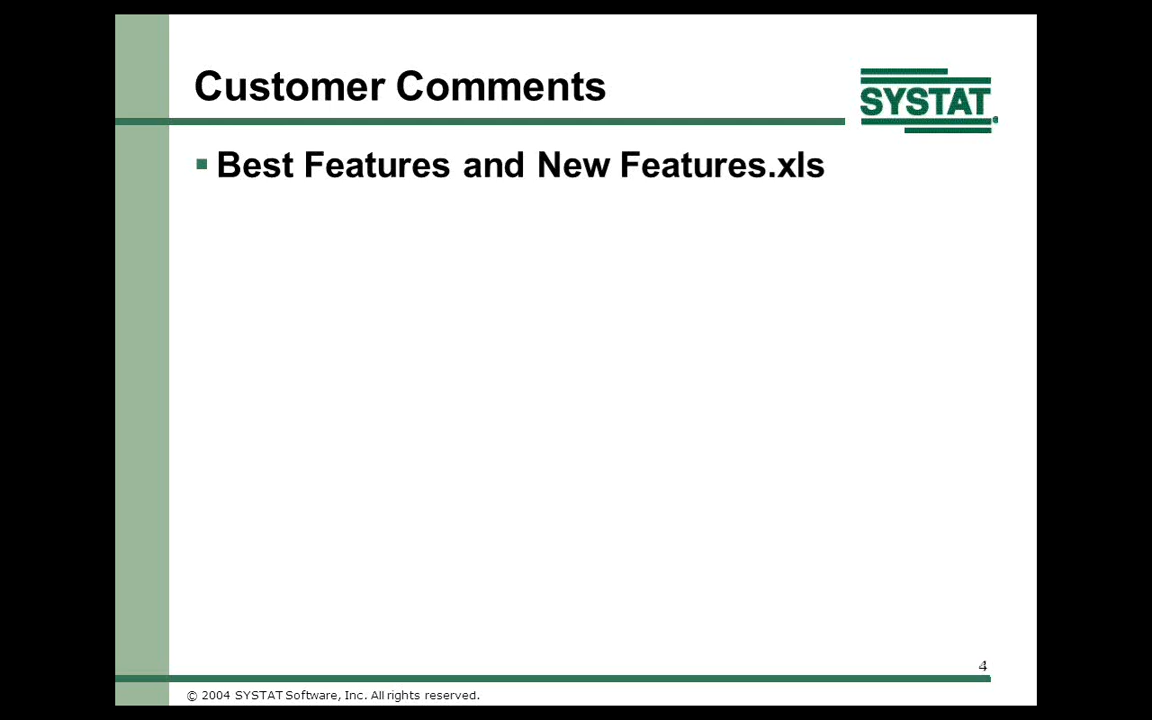 Customer Comments
SYSTAT®
▪ Best Features and New Features.xls
4
© 2004 SYSTAT Software, Inc. All rights reserved.